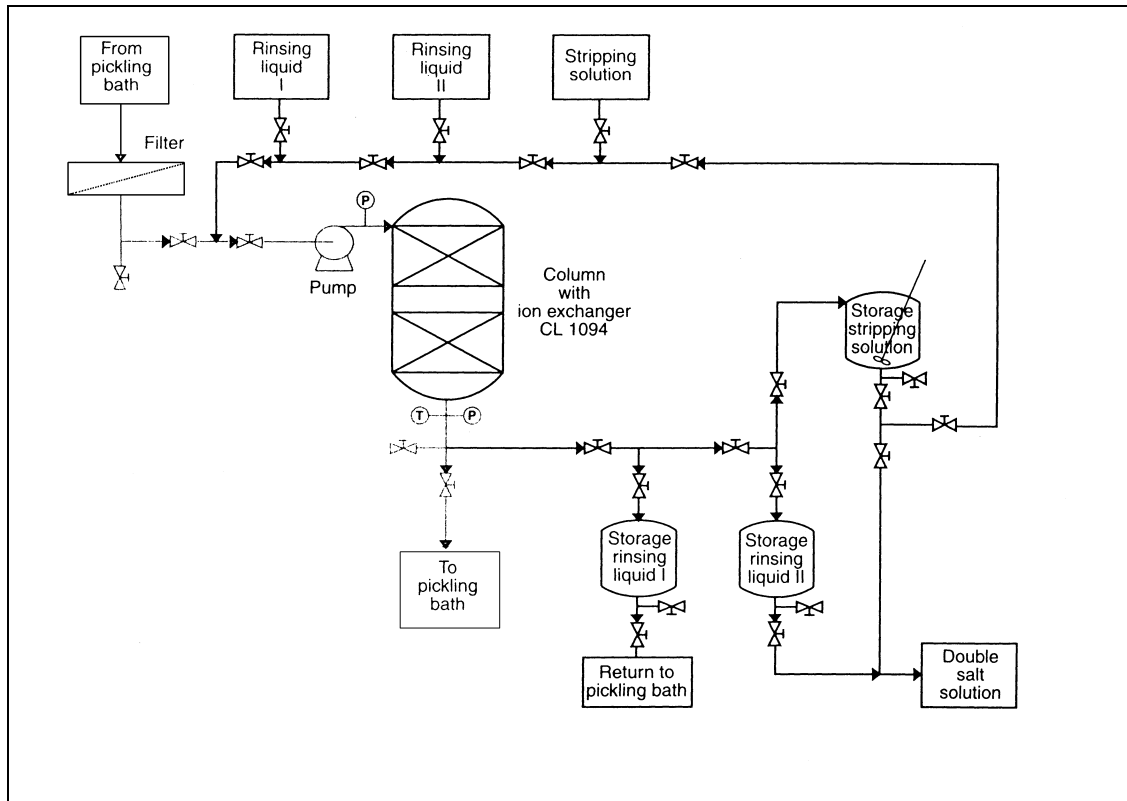 From
pickling
bath
Rinsing
liquid
I
Rinsing
liquid
II
Stripping
solution
Filter
P
Pump
Column
with
ion exchanger
CL 1094
Storage
stripping
solution
T
P
To
pickling
bath
Storage
rinsing
liquid I
Storage
rinsing
liquid II
Return to
pickling bath
Double
salt
solution